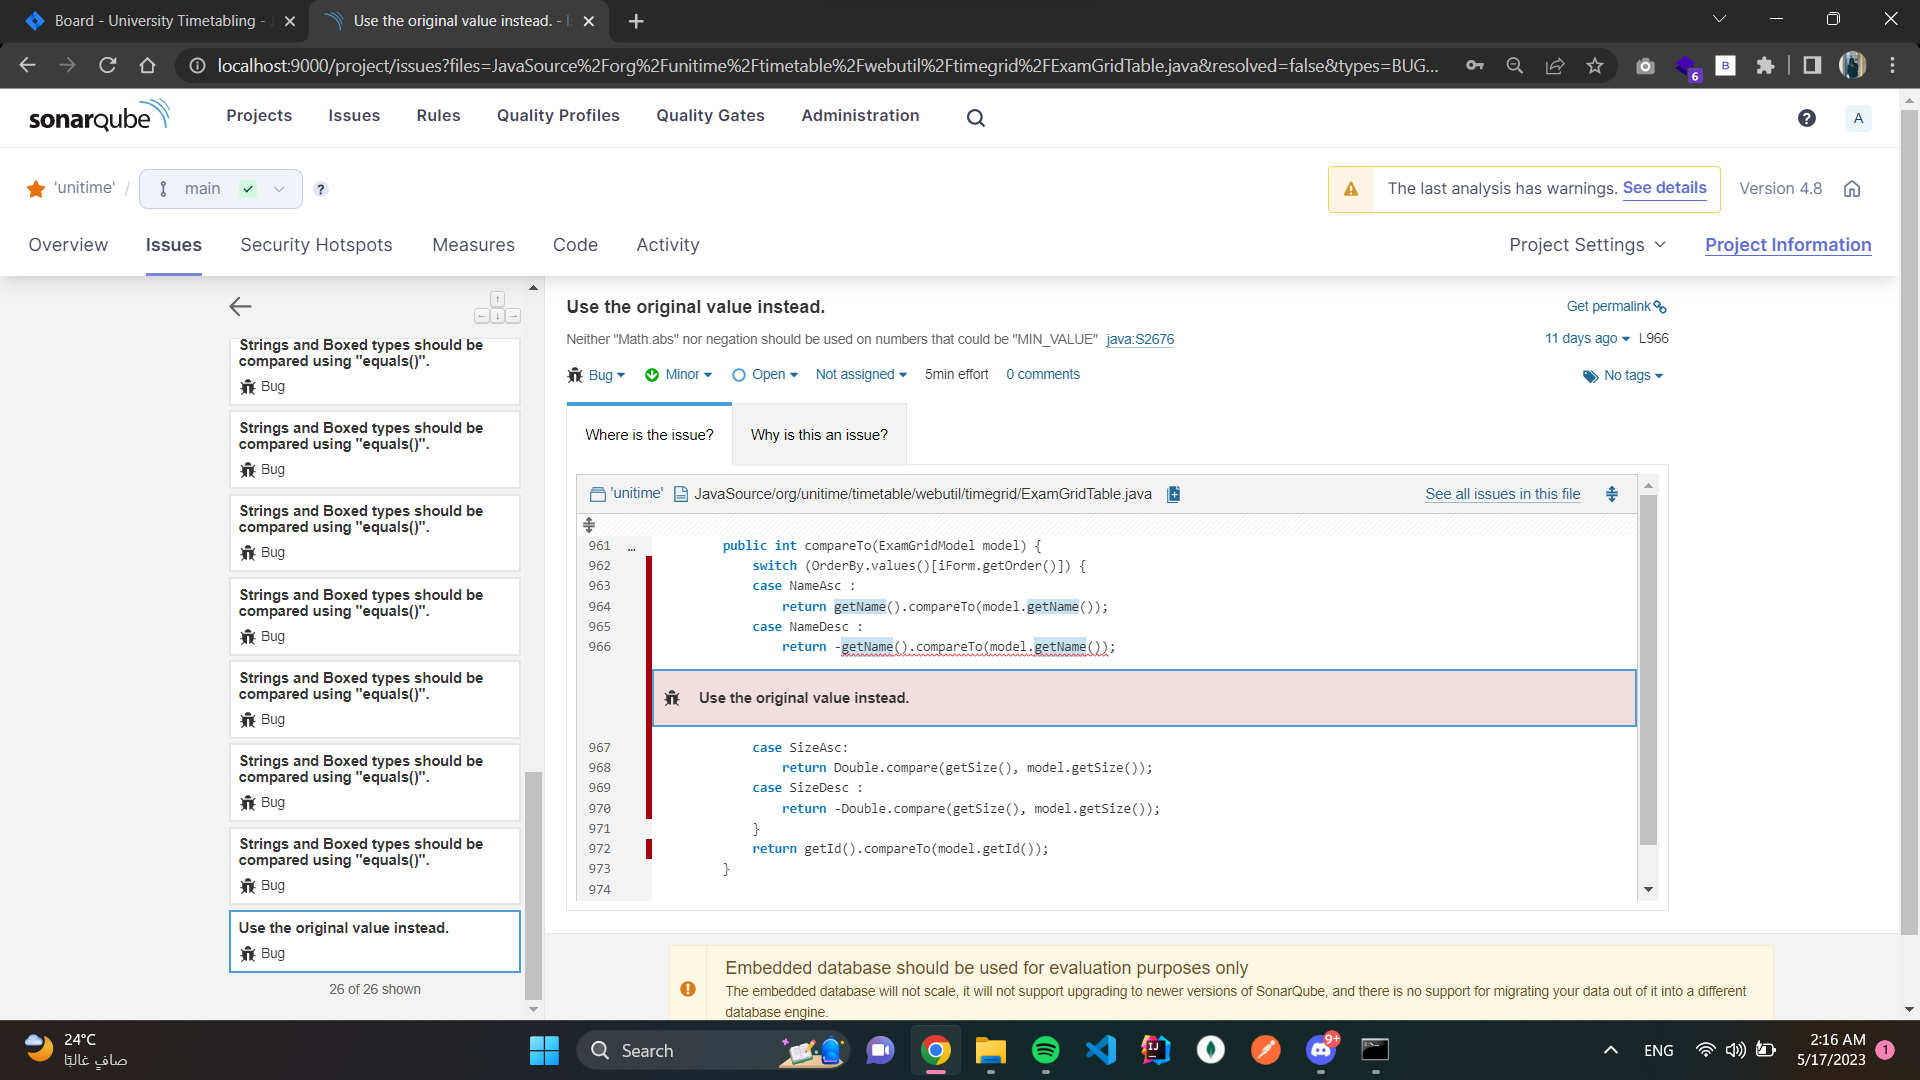 Board - University Timetabling - J
Use the original value instead. - Is
localhost:9000/project/issues?files=JavaSource%2Forg%2Funitime%2Ftimetable%2Fwebutil%2Ftimegrid%2FExamGridTable.java&resolved=false&types=BUG...
6
B
sonarqube
Projects
Issues
Rules
Quality Profiles
Quality Gates
Administration
?
A
'unitime' /
main
?
The last analysis has warnings. See details
Version 4.8
Overview
Issues
Security Hotspots
Measures
Code
Activity
Project Settings
Project Information
Strings and Boxed types should be
compared using "equals()".
Bug
Strings and Boxed types should be
compared using "equals()".
Bug
Strings and Boxed types should be
compared using "equals()".
Bug
Strings and Boxed types should be
compared using "equals()".
Bug
Strings and Boxed types should be
compared using "equals()".
Bug
Strings and Boxed types should be
compared using "equals()".
Bug
Strings and Boxed types should be
compared using "equals()".
Bug
Use the original value instead.
Bug
26 of 26 shown
Use the original value instead.
Get permalink
Neither "Math.abs" nor negation should be used on numbers that could be "MIN_VALUE" java:S2676
11 days ago L966
Bug Minor Open Not assigned 5min effort 0 comments
No tags
Where is the issue?
Why is this an issue?
'unitime' JavaSource/org/unitime/timetable/webutil/timegrid/ExamGridTable.java
See all issues in this file
961 … public int compareTo(ExamGridModel model) {
962 switch (OrderBy.values()[iForm.getOrder()]) {
963 case NameAsc :
964 return getName().compareTo(model.getName());
965 case NameDesc :
966 return -getName().compareTo(model.getName());
Use the original value instead.
967 case SizeAsc:
968 return Double.compare(getSize(), model.getSize());
969 case SizeDesc :
970 return -Double.compare(getSize(), model.getSize());
971 }
972 return getId().compareTo(model.getId());
973 }
974
Embedded database should be used for evaluation purposes only
The embedded database will not scale, it will not support upgrading to newer versions of SonarQube, and there is no support for migrating your data out of it into a different
database engine.
24°C
صافٍ غالبًا
Search
IJ
9+
ENG
2:16 AM
5/17/2023
1